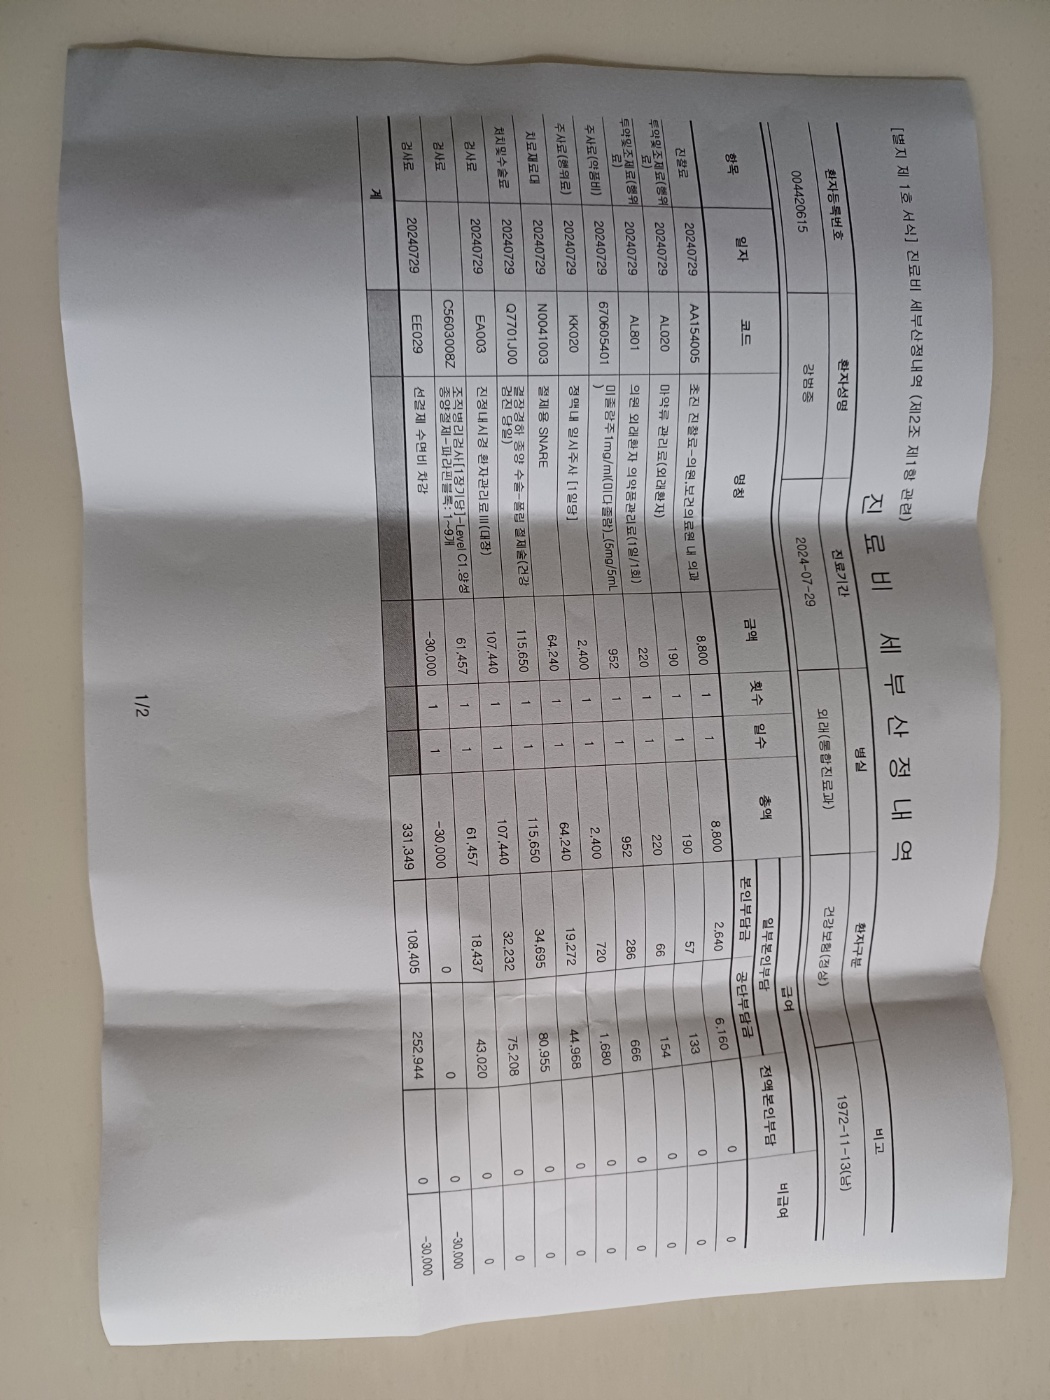 [별지 제 1호 서식] 진료비 세부산정내역 (제2조 제1항 관련)
진료비 세부산정내역
환자등록번호 환자성명 진료기간 병실 환자구분 비고
004420615 강범종 2024-07-29 외래(통합진료과) 건강보험(정상) 1972-11-13(남)
항목 일자 코드 명칭 금액 횟수 일수 총액 급여 비급여
일부본인부담 전액본인부담
본인부담금 공단부담금
진찰료 20240729 AA154005 초진 진찰료-의원,보건의료원 내 의과 8,800 1 1 8,800 2,640 6,160 0 0
투약및조제료(행위료) 20240729 AL020 마약류 관리료(외래환자) 190 1 1 190 57 133 0 0
투약및조제료(행위료) 20240729 AL801 의원 외래환자 의약품관리료(1일/1회) 220 1 1 220 66 154 0 0
주사료(약품비) 20240729 670605401 미졸람주1mg/ml(미다졸람)_(5mg/5mL) 952 1 1 952 286 666 0 0
주사료(행위료) 20240729 KK020 정맥내 일시주사 [1일당] 2,400 1 1 2,400 720 1,680 0 0
치료재료대 20240729 N0041003 절제용 SNARE 64,240 1 1 64,240 19,272 44,968 0 0
처치및수술료 20240729 Q7701J00 결장경하 종양 수술-폴립 절제술(건강검진 당일) 115,650 1 1 115,650 34,695 80,955 0 0
검사료 20240729 EA003 진정내시경 환자관리료Ⅲ(대장) 107,440 1 1 107,440 32,232 75,208 0 0
검사료 C5603008Z 조직병리검사[1장기당]-Level C1.양성종양절제-파라핀블록: 1~9개 61,457 1 1 61,457 18,437 43,020 0 0
검사료 20240729 EE029 선결제 수면비 차감 -30,000 1 1 -30,000 0 0 0 -30,000
계 331,349 108,405 252,944 0 -30,000
1/2